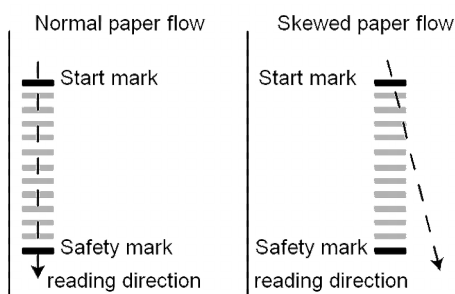 Normal paper flow
Start mark
Safety mark
reading direction
Skewed paper flow
Start mark
Safety mark
reading direction